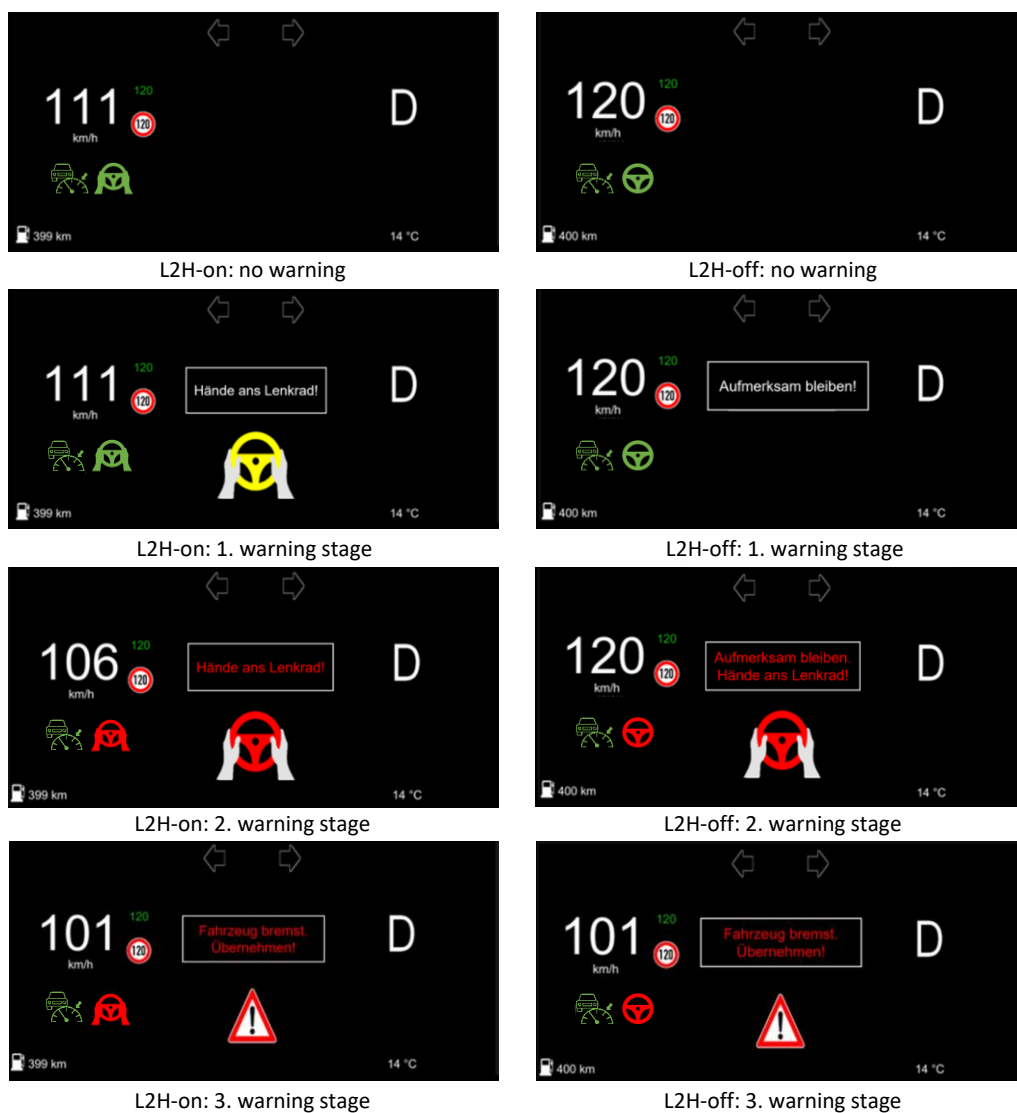 120
111
120
km/h
D
399 km
14 °C
L2H-on: no warning
120
120
120
km/h
D
400 km
14 °C
L2H-off: no warning
120
111
120
km/h
Hände ans Lenkrad!
D
399 km
14 °C
L2H-on: 1. warning stage
120
120
120
km/h
Aufmerksam bleiben!
D
400 km
14 °C
L2H-off: 1. warning stage
120
106
120
km/h
Hände ans Lenkrad!
D
399 km
14 °C
L2H-on: 2. warning stage
120
120
120
km/h
Aufmerksam bleiben.
Hände ans Lenkrad!
D
400 km
14 °C
L2H-off: 2. warning stage
120
101
120
km/h
Fahrzeug bremst.
Übernehmen!
D
399 km
14 °C
L2H-on: 3. warning stage
120
101
120
km/h
Fahrzeug bremst.
Übernehmen!
D
400 km
14 °C
L2H-off: 3. warning stage